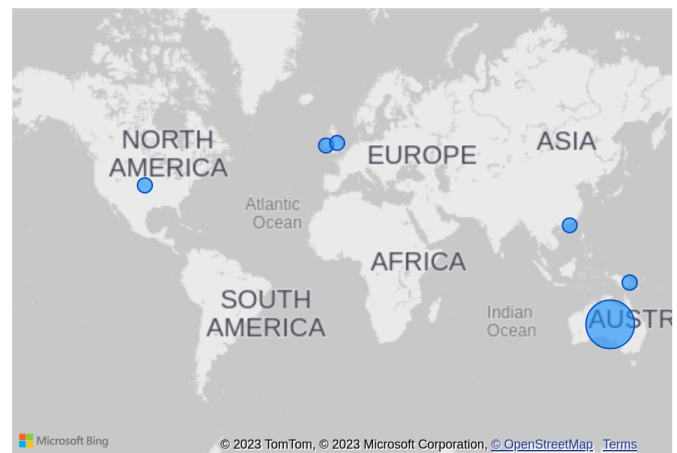 NORTH
AMERICA
EUROPE
ASIA
Atlantic
Ocean
AFRICA
SOUTH
AMERICA
Indian
Ocean
AUSTR
Microsoft Bing
© 2023 TomTom, © 2023 Microsoft Corporation, © OpenStreetMap Terms